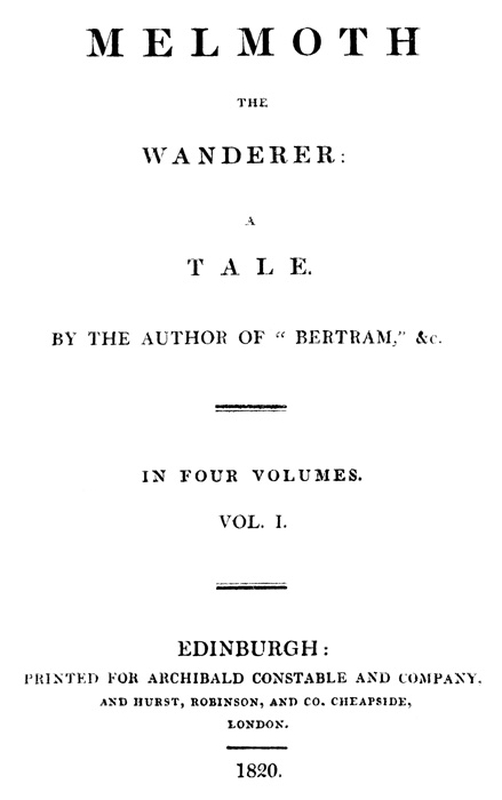 MELMOTH
THE
WANDERER:
A
TALE.
BY THE AUTHOR OF “ BERTRAM,” &c.
IN FOUR VOLUMES.
VOL. I.
EDINBURGH:
PRINTED FOR ARCHIBALD CONSTABLE AND COMPANY,
AND HURST, ROBINSON, AND CO. CHEAPSIDE,
LONDON.
1820.